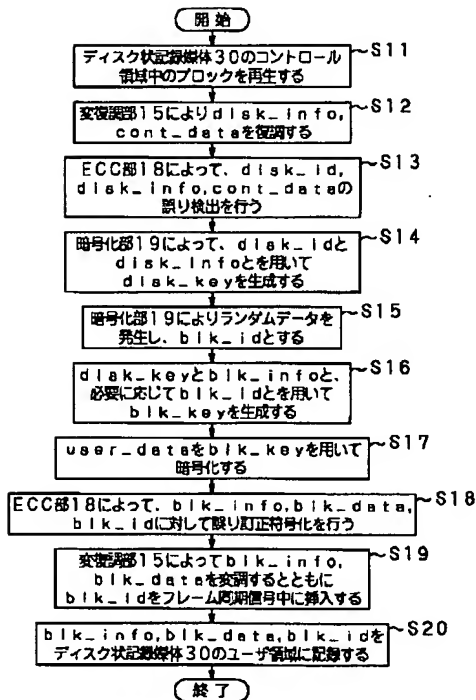 開始
S11
ディスク状記録媒体30のコントロール
領域中のブロックを再生する
S12
変復調部15によりdisk_info,
cont_dataを復調する
S13
ECC部18によって、disk_id,
disk_info,cont_dataの
誤り検出を行う
S14
暗号化部19によって、disk_idと
disk_infoとを用いて
disk_keyを生成する
S15
暗号化部19によりランダムデータを
発生し、blk_idとする
S16
disk_keyとblk_infoと、
必要に応じてblk_idとを用いて
blk_keyを生成する
S17
user_dataをblk_keyを用いて
暗号化する
S18
ECC部18によって、blk_info,blk_data,
blk_idに対して誤り訂正符号化を行う
S19
変復調部15によってblk_info,
blk_dataを変調するとともに
blk_idをフレーム同期信号中に挿入する
S20
blk_info,blk_data,blk_idを
ディスク状記録媒体30のユーザ領域に記録する
終了